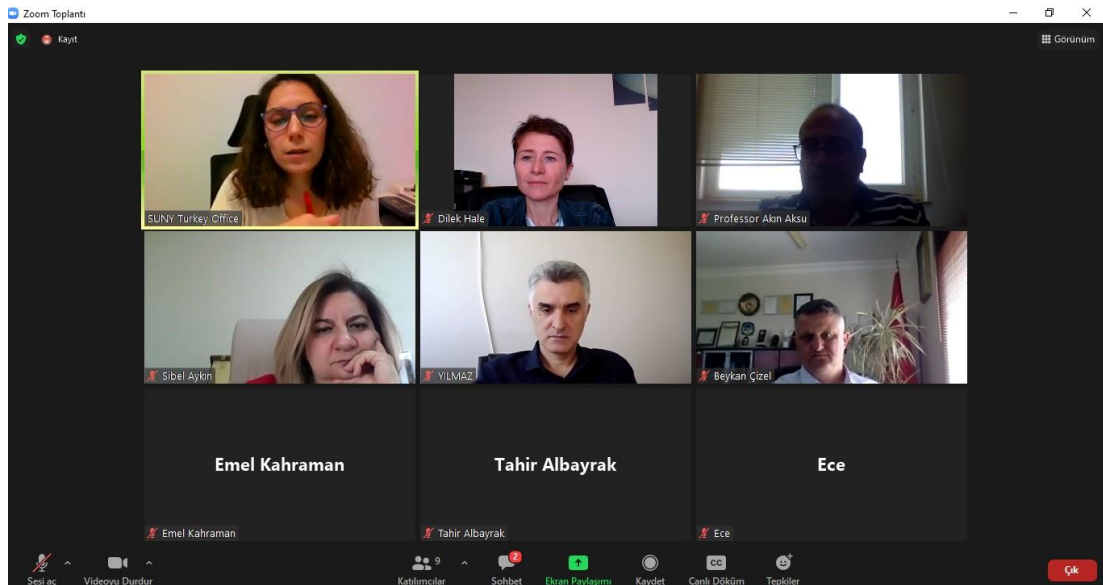 Zoom Toplantı
Kayıt
Görünüm
SUNY Turkey Office
Dilek Hale
Professor Akın Aksu
Sibel Aykın
YILMAZ
Beykan Çizel
Emel Kahraman
Tahir Albayrak
Ece
Emel Kahraman
Tahir Albayrak
Ece
9
2
CC
Sesi aç
Videoyu Durdur
Katılımcılar
Sohbet
Ekran Paylaşımı
Kaydet
Canlı Döküm
Tepkiler
Çık